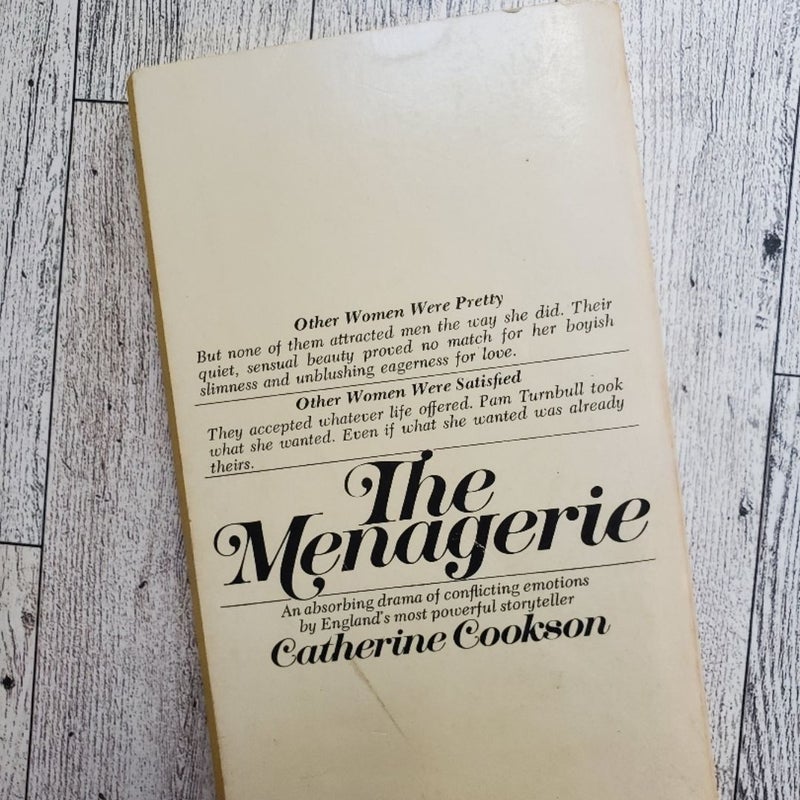 Other Women Were Pretty
But none of them attracted men the way she did. Their
quiet, sensual beauty proved no match for her boyish
slimness and unblushing eagerness for love.
Other Women Were Satisfied
They accepted whatever life offered. Pam Turnbull took
what she wanted. Even if what she wanted was already
theirs.
The
Menagerie
An absorbing drama of conflicting emotions
by England's most powerful storyteller
Catherine Cookson